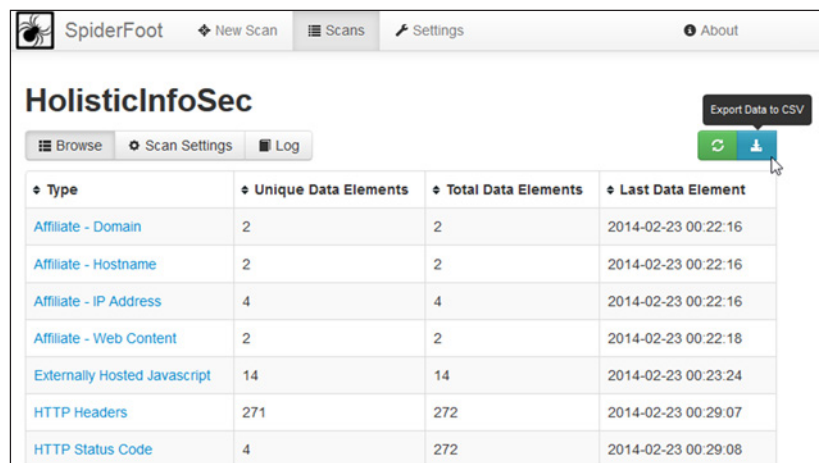 SpiderFoot New Scan Scans Settings About
HolisticInfoSec
Export Data to CSV
Browse Scan Settings Log
Type Unique Data Elements Total Data Elements Last Data Element
Affiliate - Domain 2 2 2014-02-23 00:22:16
Affiliate - Hostname 2 2 2014-02-23 00:22:16
Affiliate - IP Address 4 4 2014-02-23 00:22:16
Affiliate - Web Content 2 2 2014-02-23 00:22:18
Externally Hosted Javascript 14 14 2014-02-23 00:23:24
HTTP Headers 271 272 2014-02-23 00:29:07
HTTP Status Code 4 272 2014-02-23 00:29:08